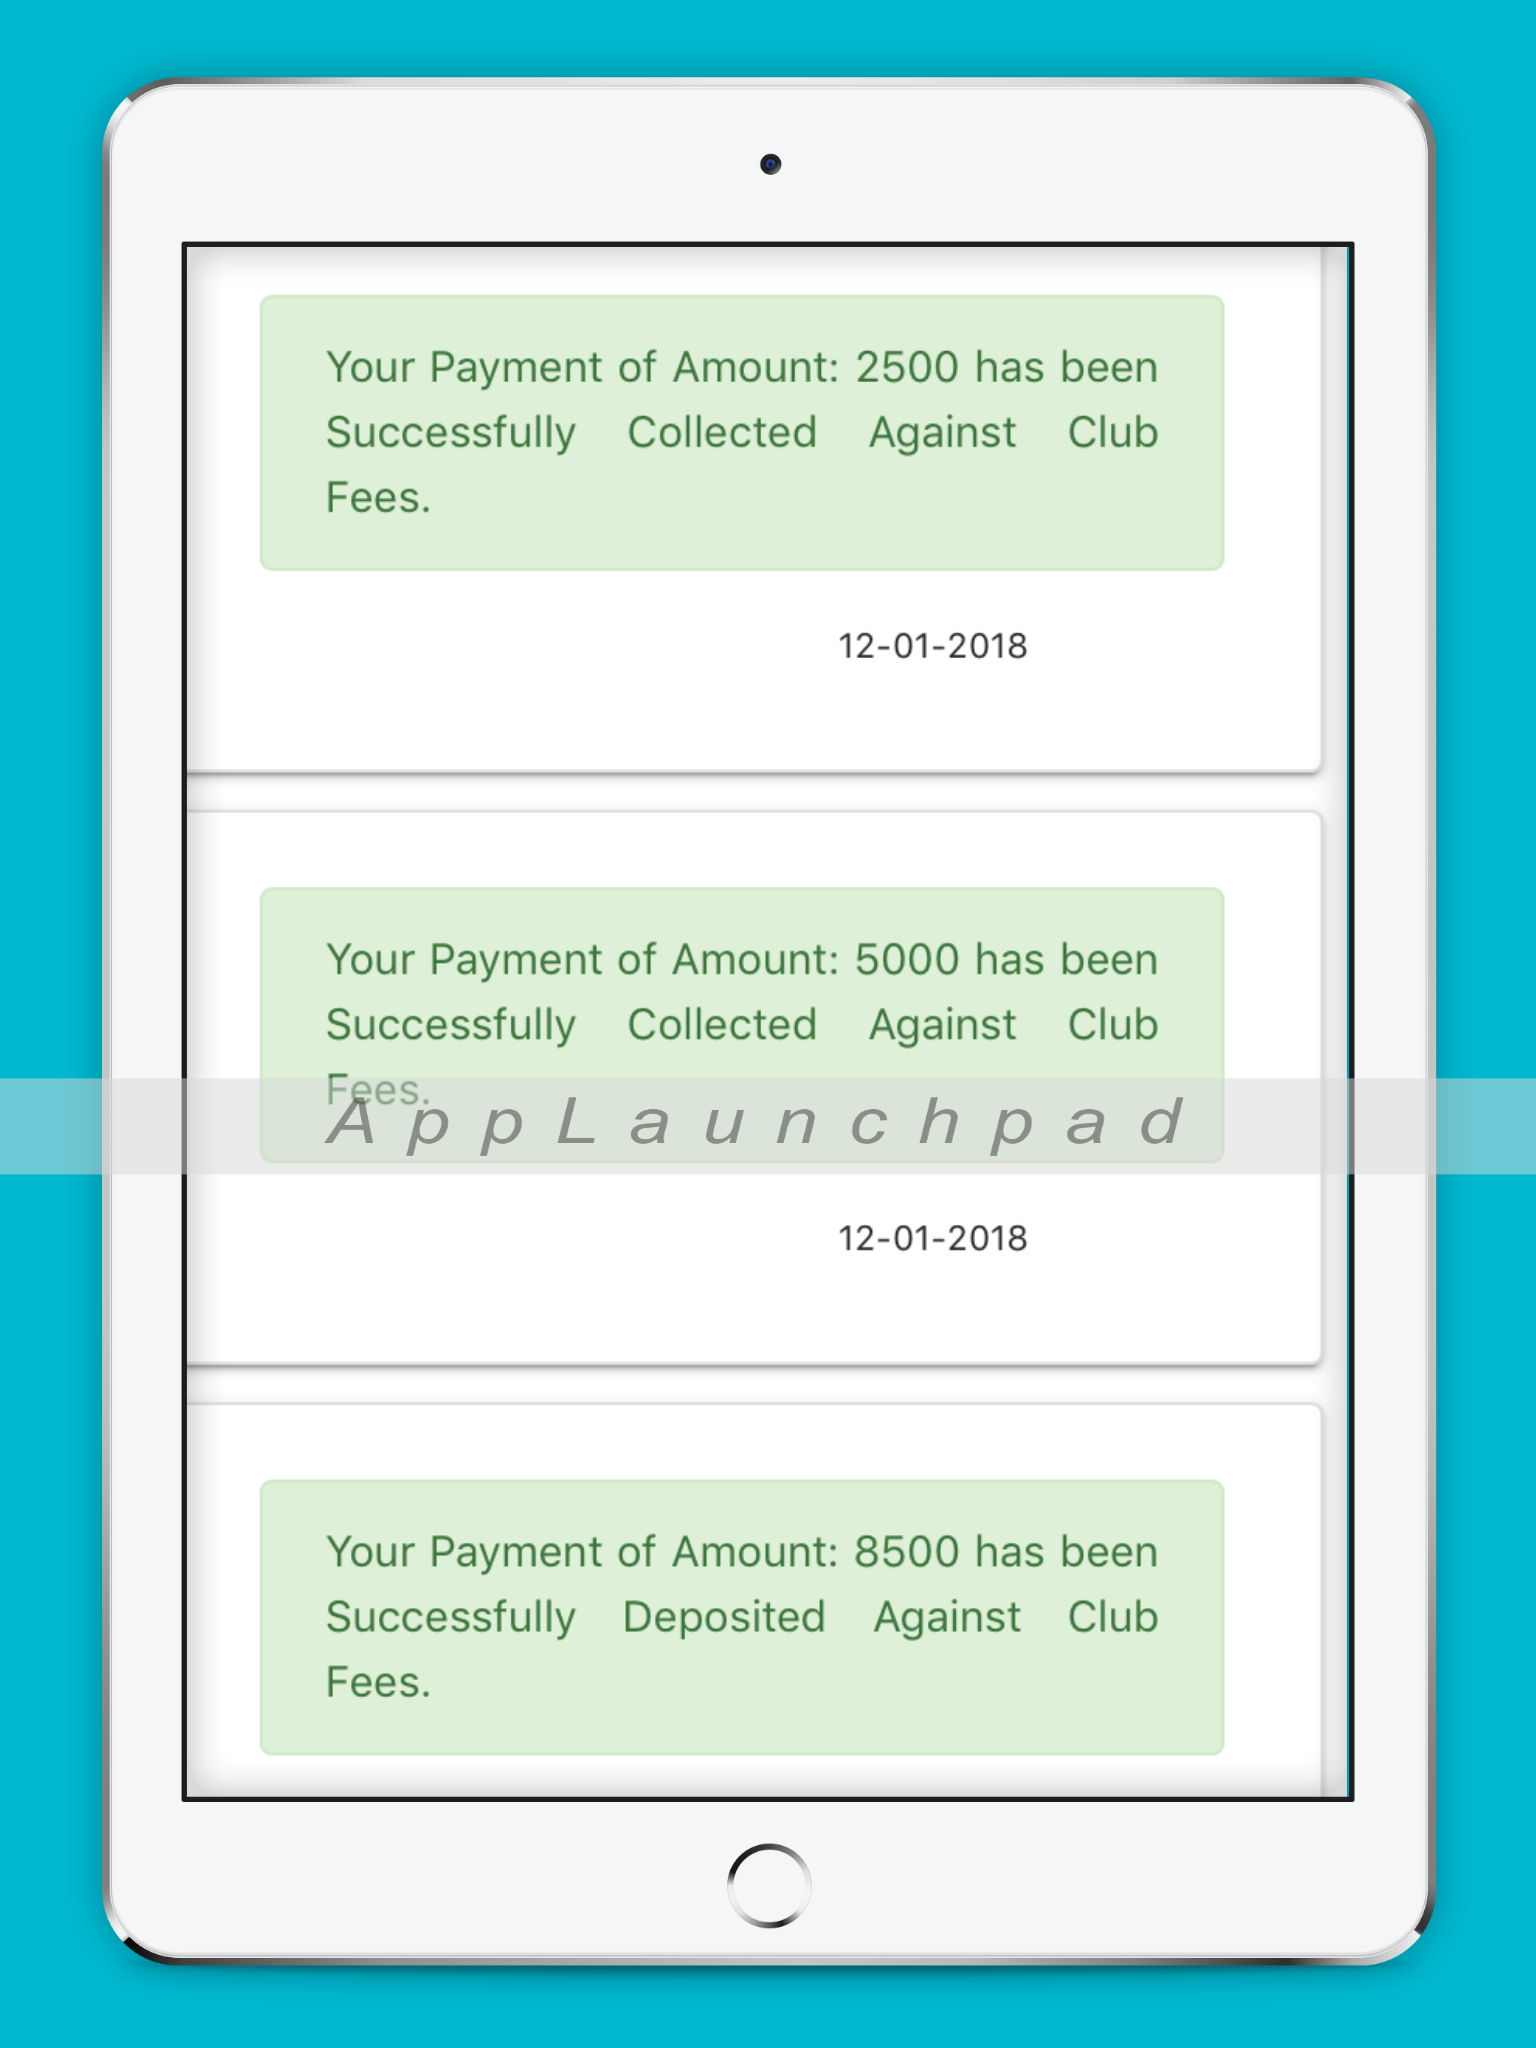 Your Payment of Amount: 2500 has been
Successfully Collected Against Club
Fees.
12-01-2018
Your Payment of Amount: 5000 has been
Successfully Collected Against Club
Fees.
AppLaunchpad
12-01-2018
Your Payment of Amount: 8500 has been
Successfully Deposited Against Club
Fees.